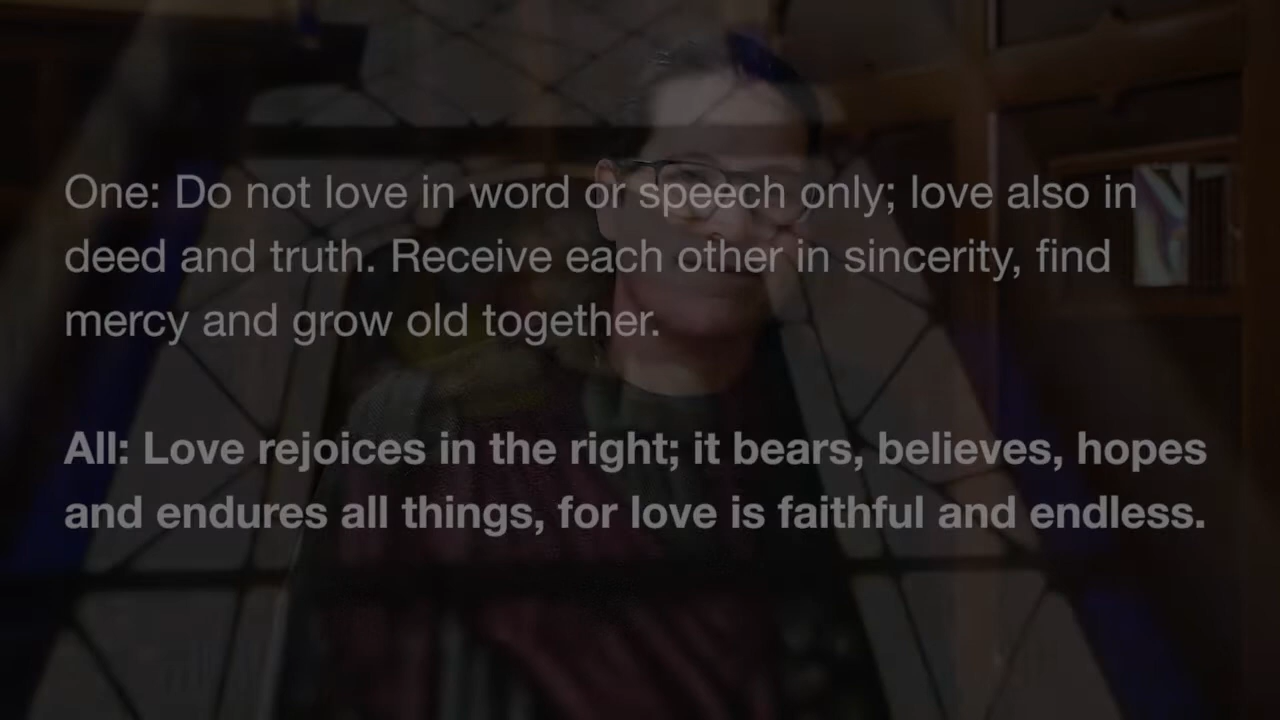 One: Do not love in word or speech only; love also in
deed and truth. Receive each other in sincerity, find
mercy and grow old together.
All: Love rejoices in the right; it bears, believes, hopes
and endures all things, for love is faithful and endless.